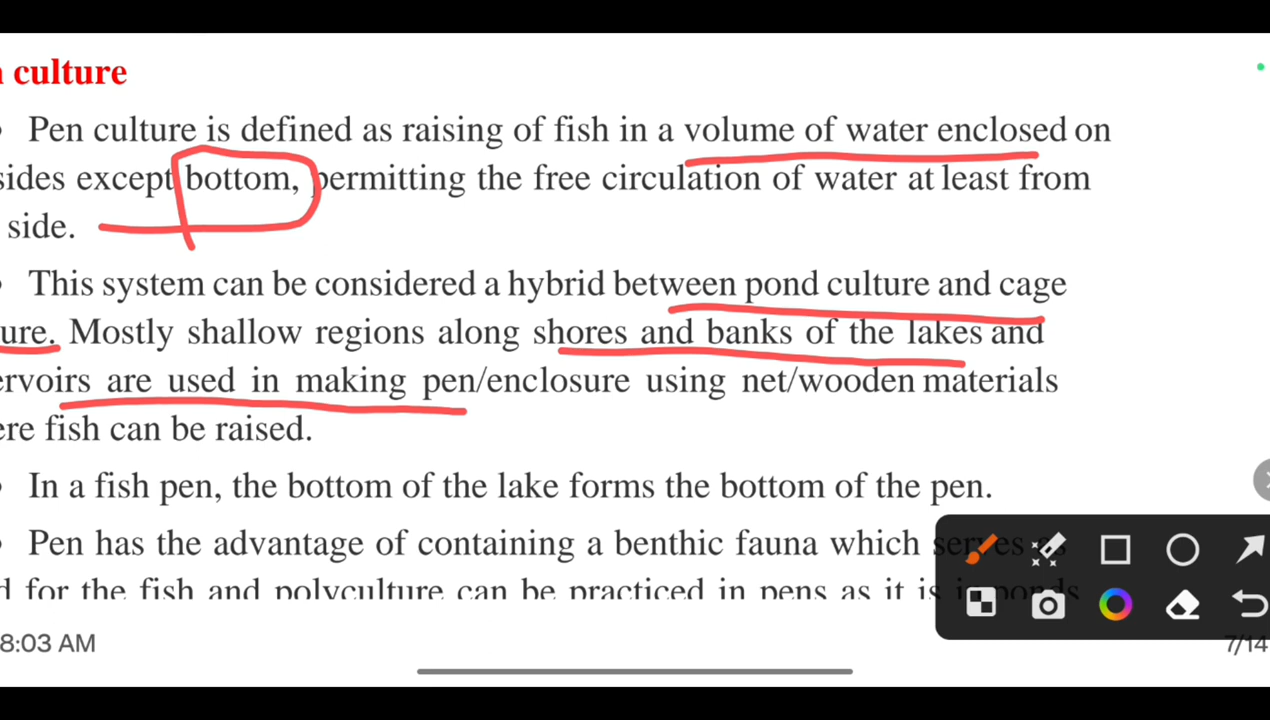 culture
Pen culture is defined as raising of fish in a volume of water enclosed on
sides except bottom, permitting the free circulation of water at least from
side.
This system can be considered a hybrid between pond culture and cage
ure. Mostly shallow regions along shores and banks of the lakes and
ervoirs are used in making pen/enclosure using net/wooden materials
ere fish can be raised.
In a fish pen, the bottom of the lake forms the bottom of the pen.
Pen has the advantage of containing a benthic fauna which serves as
d for the fish and polyculture can be practiced in pens as it is in ponds
8:03 AM
7/14